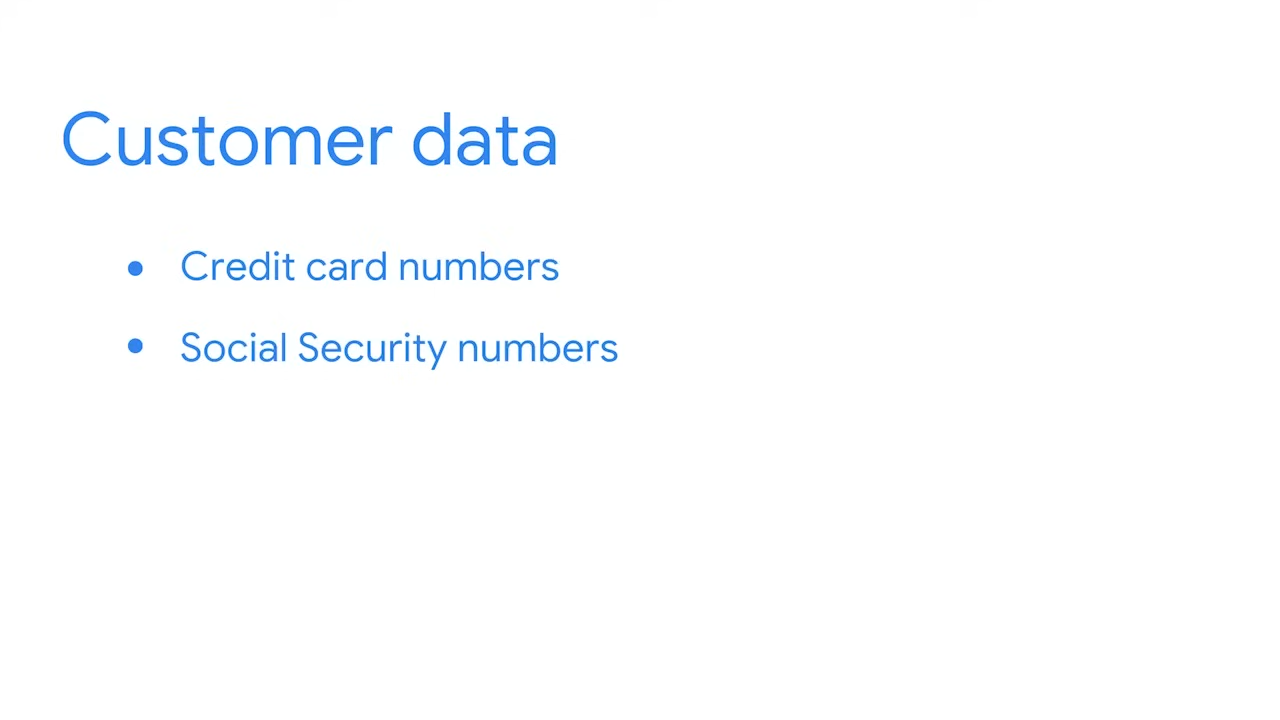 Customer data
• Credit card numbers
• Social Security numbers